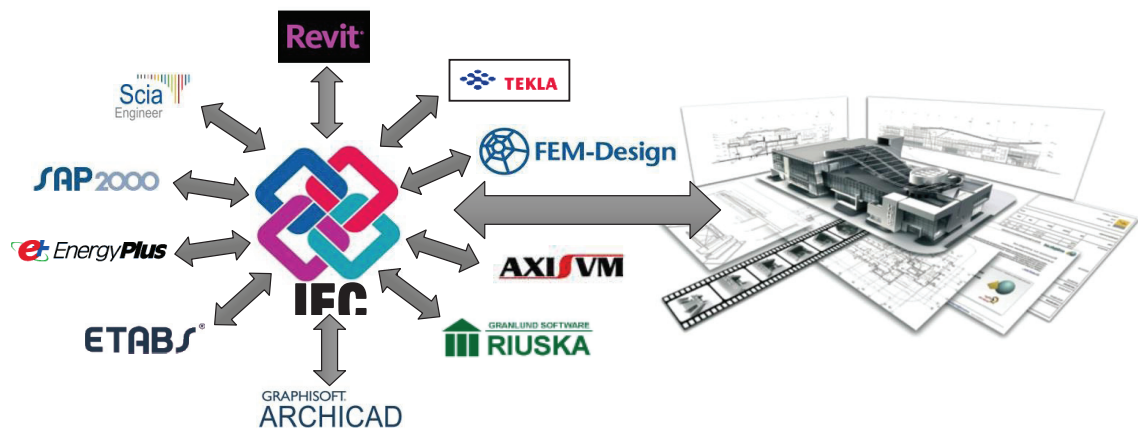 Revit
Scia
Engineer
TEKLA
FEM-Design
SAP2000
EnergyPlus
AXISVM
IFC
ETABS®
GRANLUND SOFTWARE
RIUSKA
GRAPHISOFT.
ARCHICAD